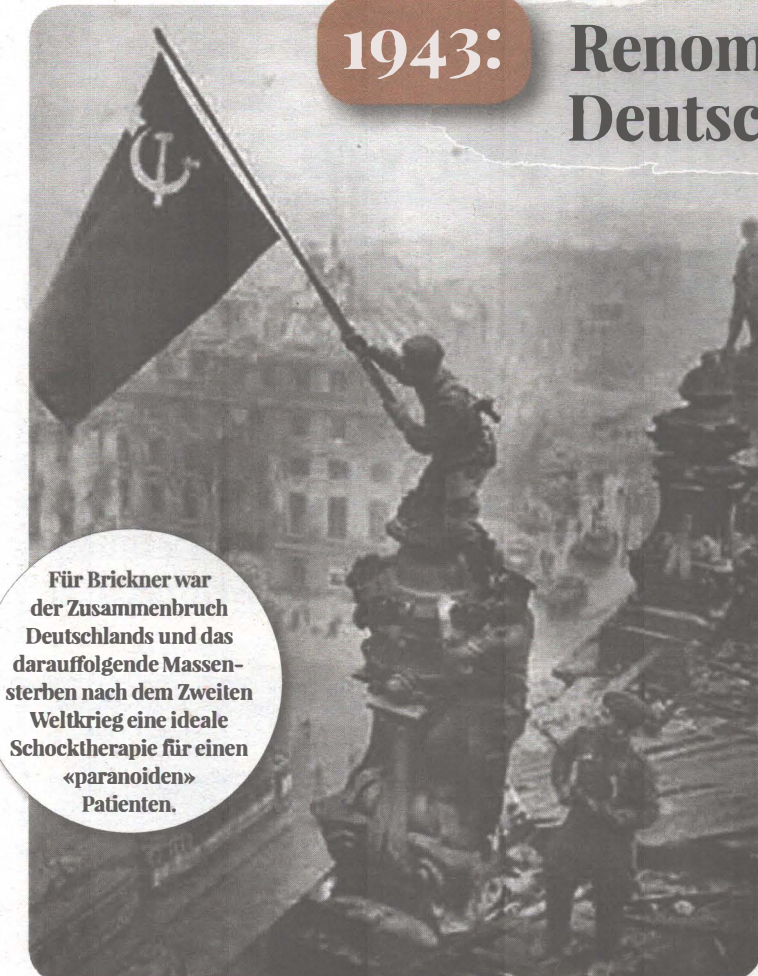 1943:
Renom
Deutsc
Für Brickner war
der Zusammenbruch
Deutschlands und das
darauffolgende Massen-
sterben nach dem Zweiten
Weltkrieg eine ideale
Schocktherapie für einen
«paranoiden»
Patienten.